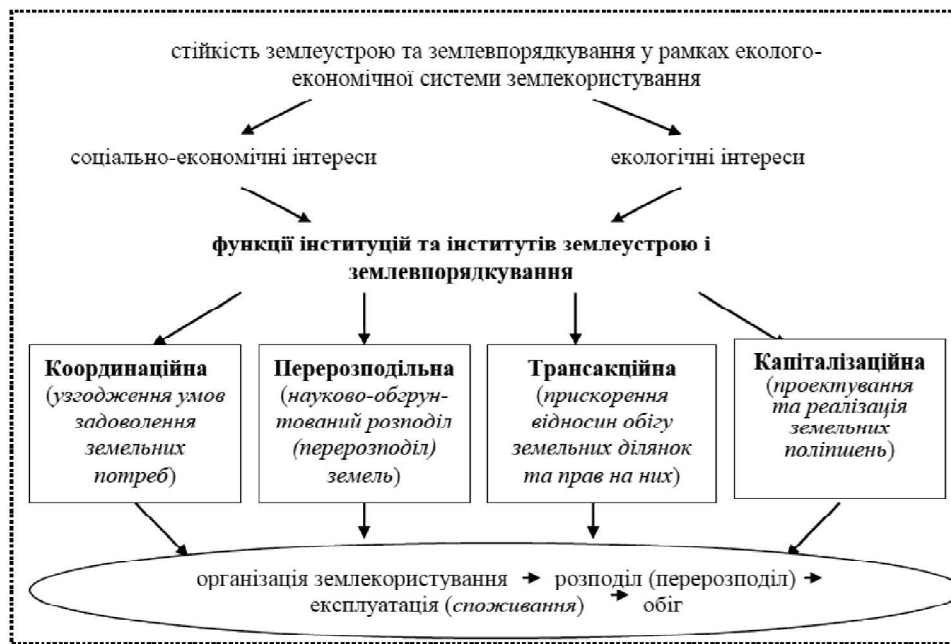 стійкість землеустрою та землевпорядкування у рамках еколого-
економічної системи землекористування
соціально-економічні інтереси
екологічні інтереси
функції інституцій та інститутів землеустрою і
землевпорядкування
Координаційна
(узгодження умов
задоволення
земельних
потреб)
Перерозподільна
(науково-обгрун-
тований розподіл
(перерозподіл)
земель)
Трансакційна
(прискорення
відносин обігу
земельних ділянок
та прав на них)
Капіталізаційна
(проектування
та реалізація
земельних
поліпшень)
організація землекористування → розподіл (перерозподіл) →
експлуатація (споживання) → обіг